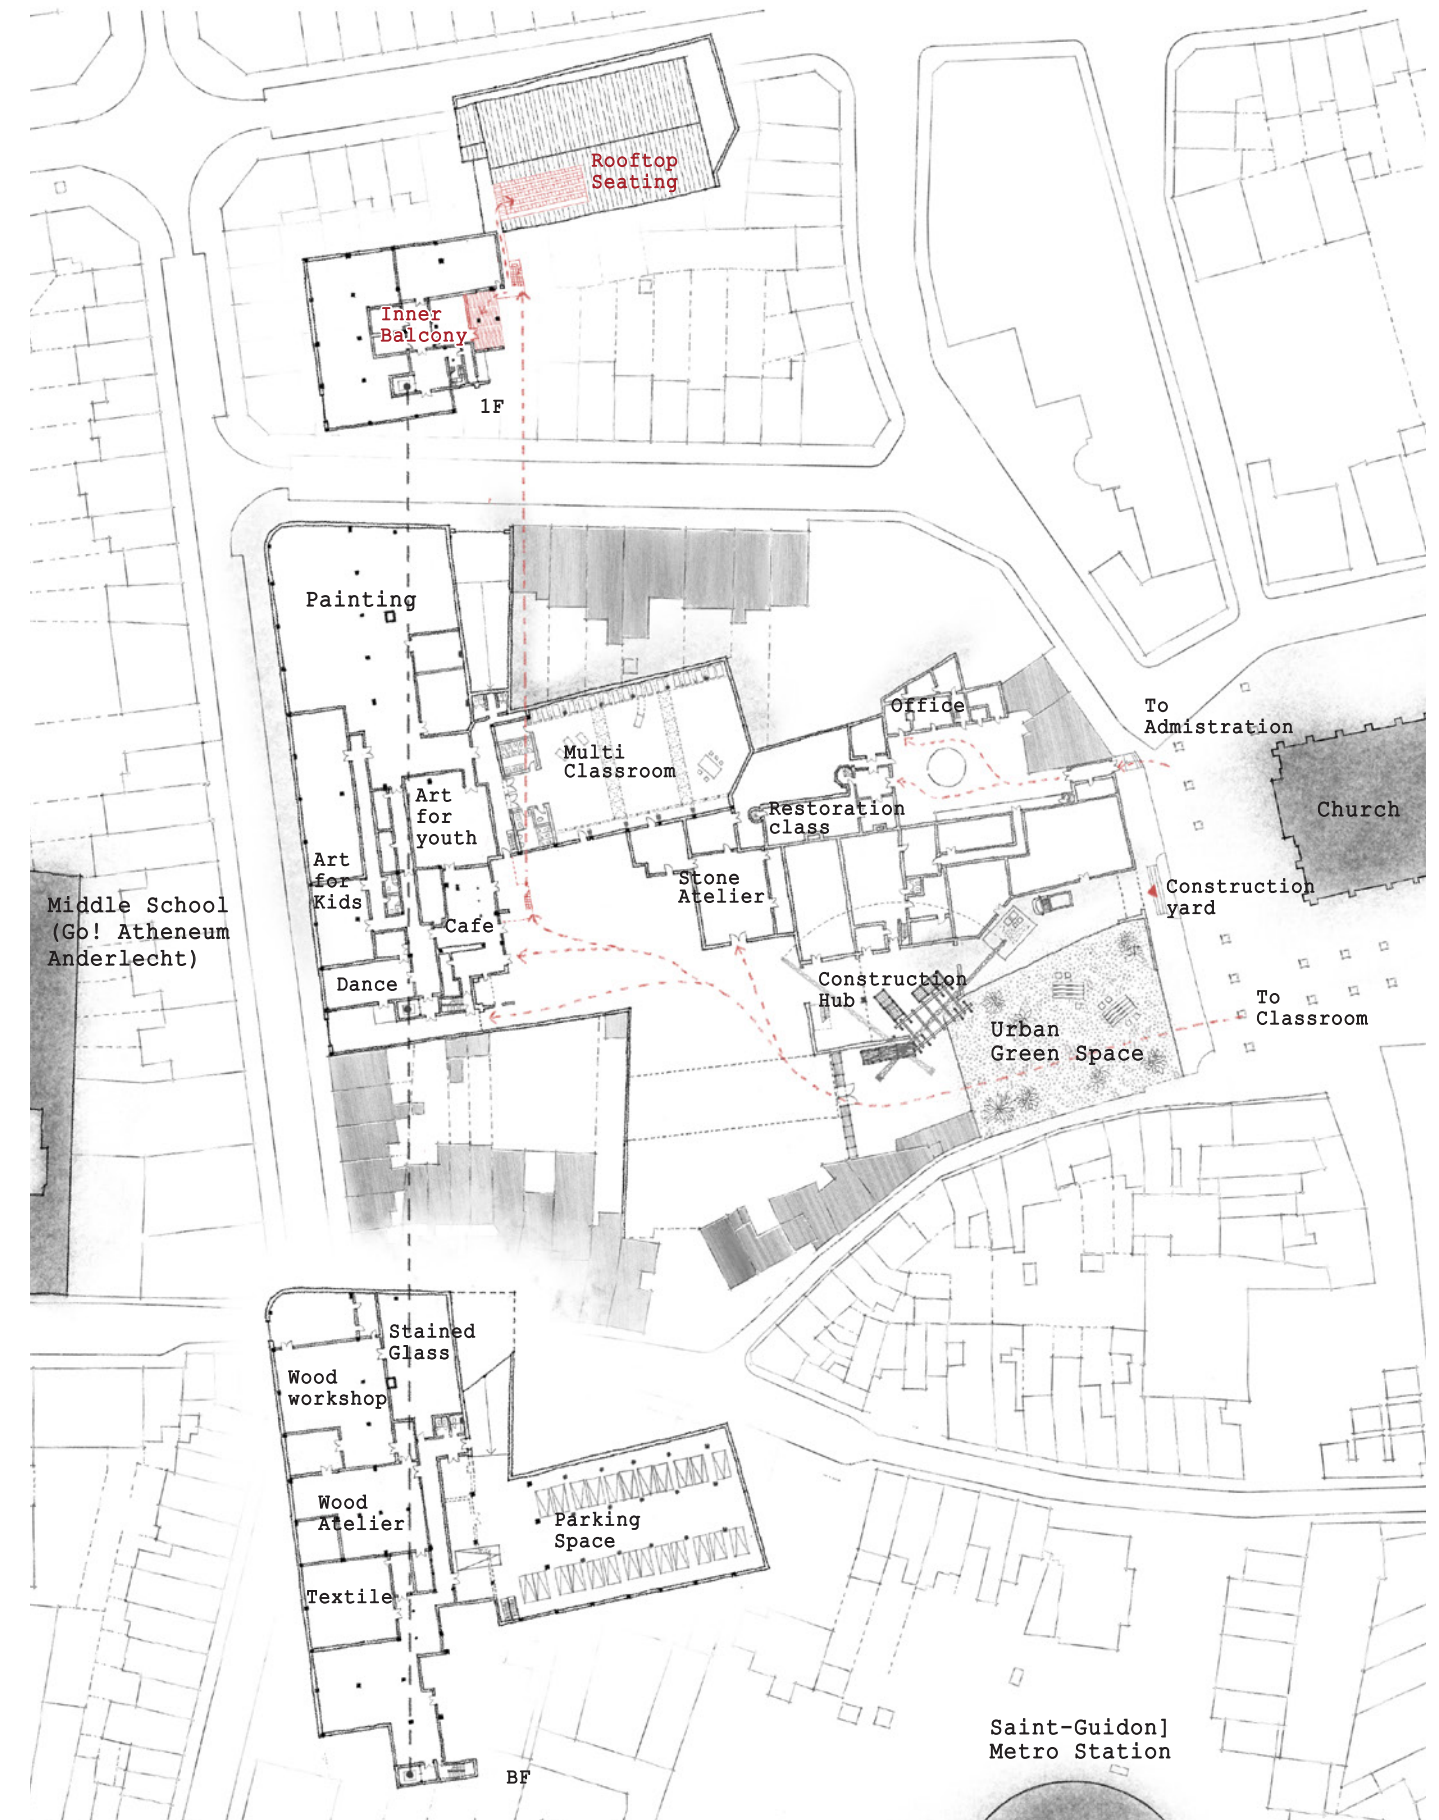 Rooftop
Seating
Inner
Balcony
1F
Painting
Office
To
Admistration
Multi
Classroom
Art
for
youth
Restoration
class
Church
Art
for
Kids
Stone
Atelier
Construction
yard
Middle School
(Go! Atheneum
Anderlecht)
Cafe
Dance
Construction
Hub
To
Classroom
Urban
Green Space
Stained
Glass
Wood
workshop
Wood
Atelier
Parking
Space
Textile
Saint-Guidon]
Metro Station
BF